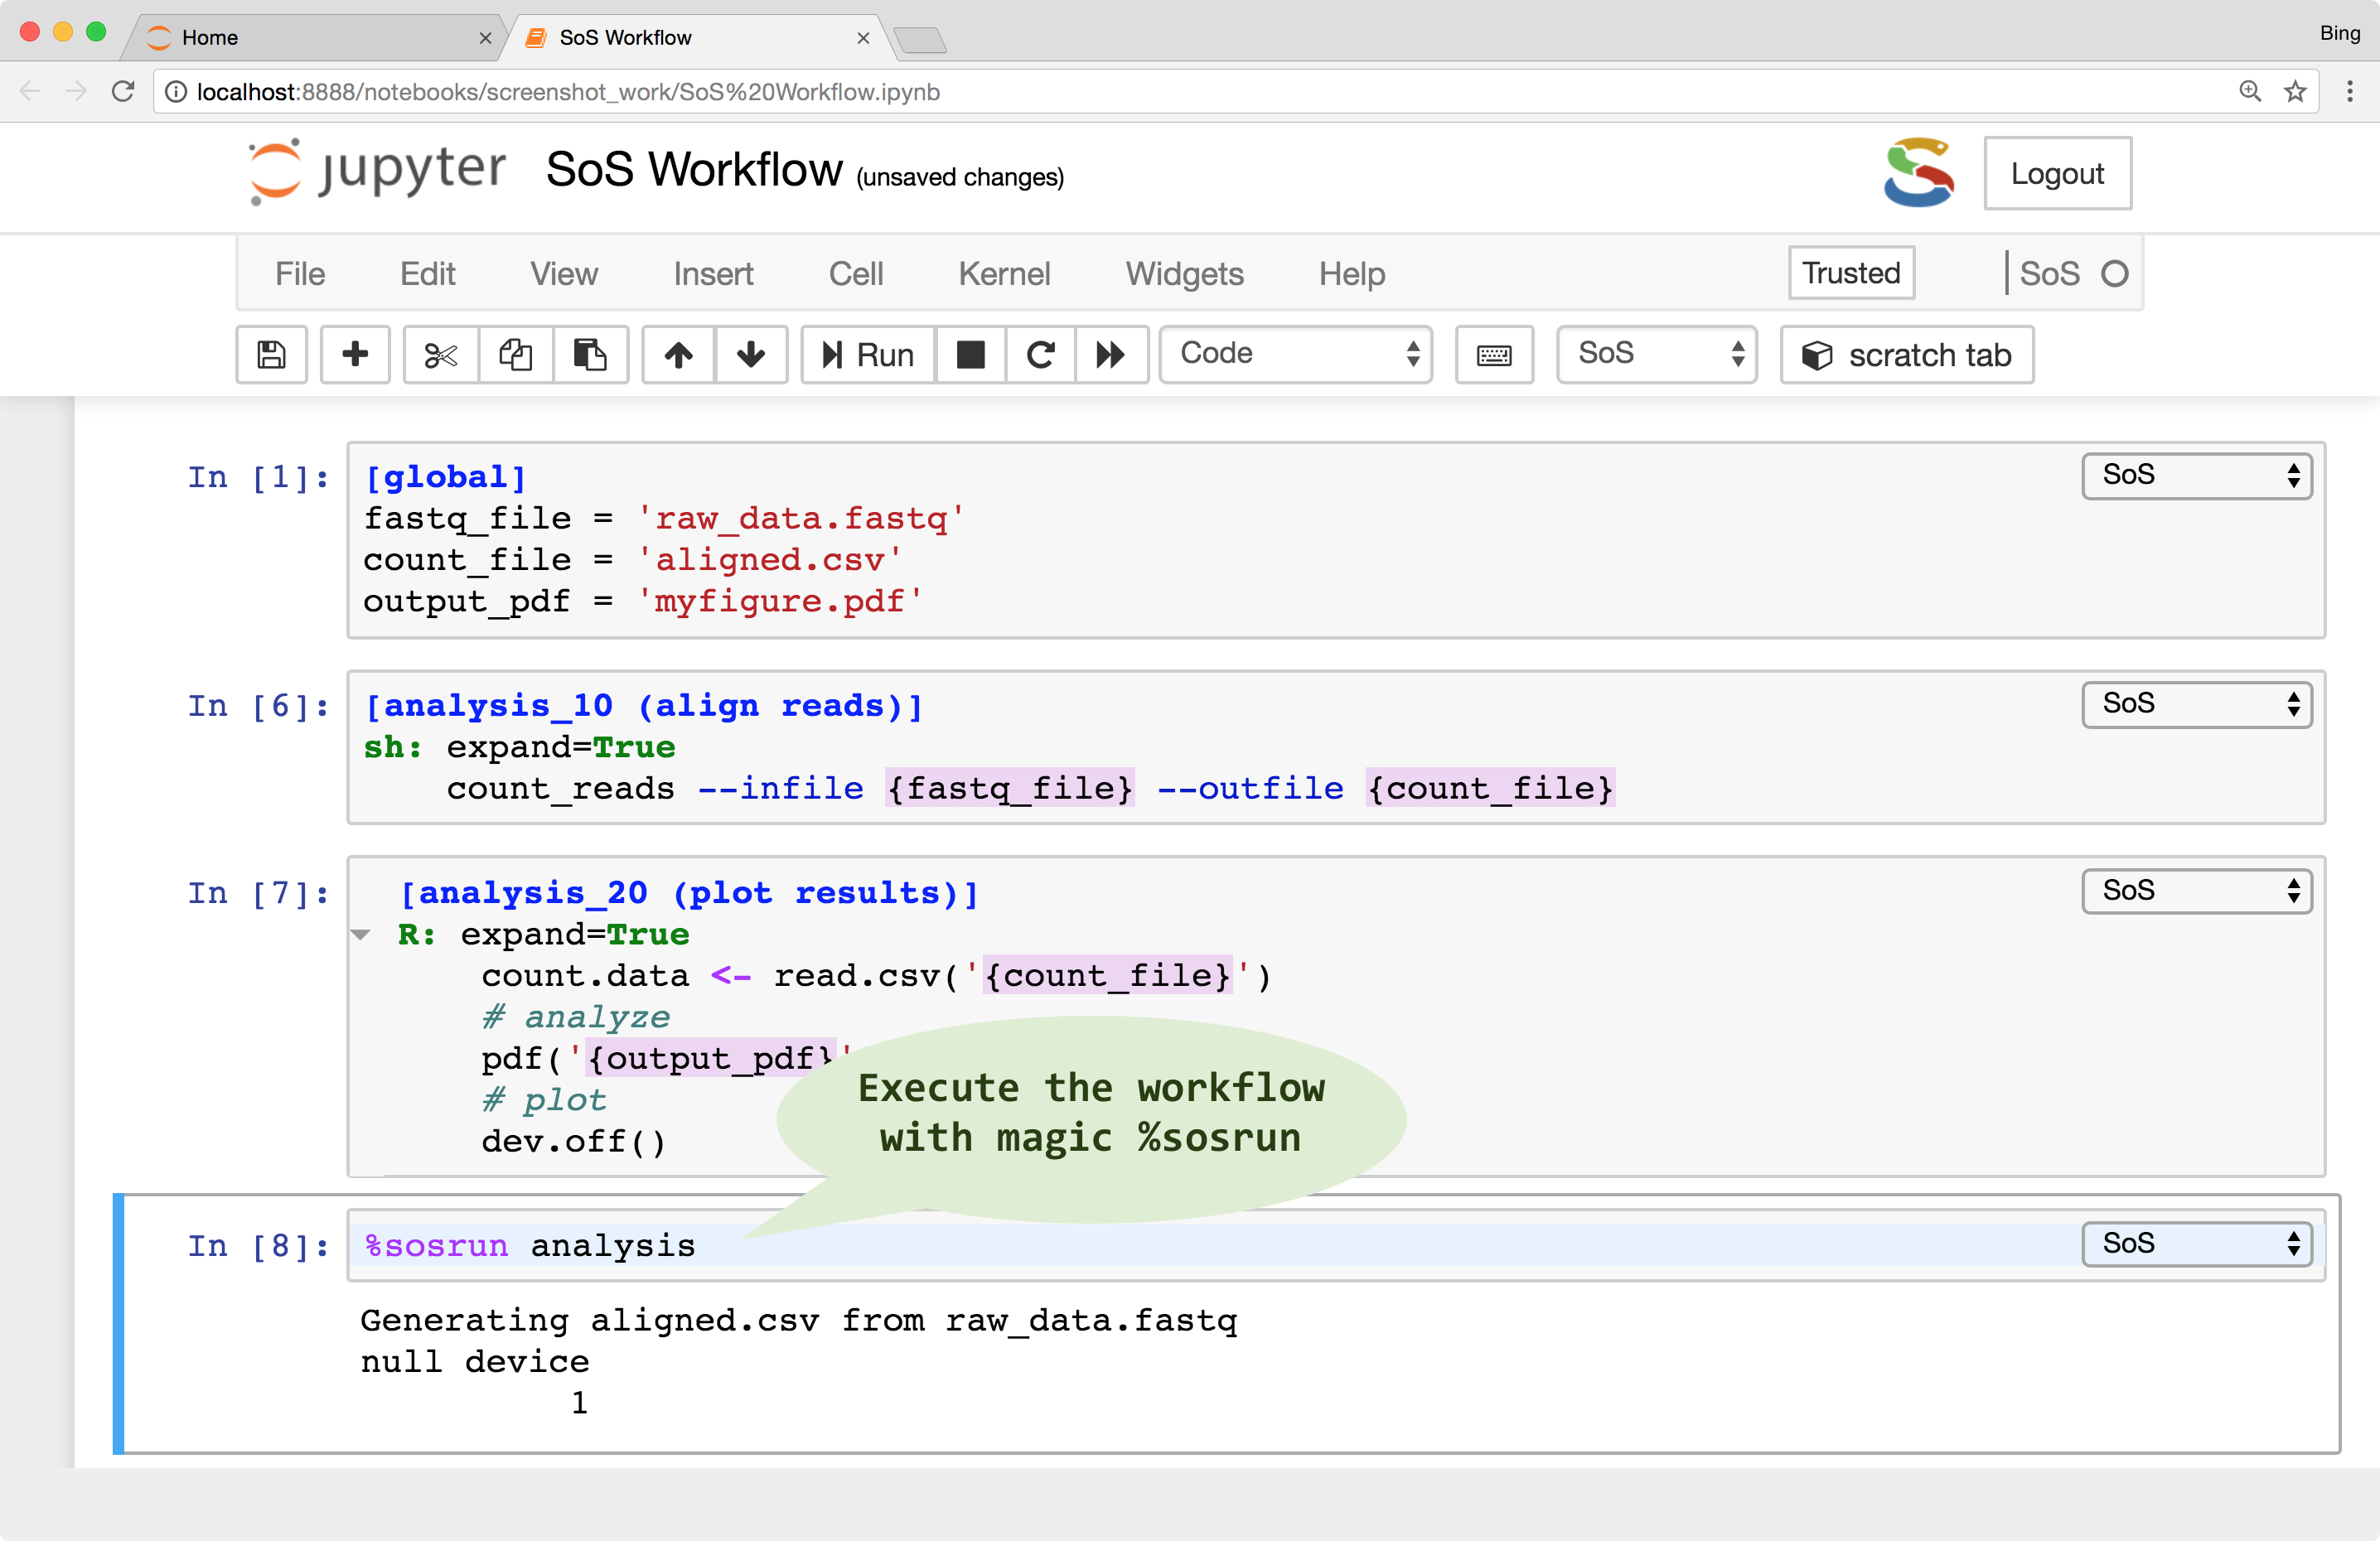 Home
SoS Workflow
Bing
localhost:8888/notebooks/screenshot_work/SoS%20Workflow.ipynb
jupyter SoS Workflow (unsaved changes)
Logout
File Edit View Insert Cell Kernel Widgets Help Trusted SoS
Run Code SoS scratch tab
In [1]: [global] SoS
fastq_file = 'raw_data.fastq'
count_file = 'aligned.csv'
output_pdf = 'myfigure.pdf'
In [6]: [analysis_10 (align reads)] SoS
sh: expand=True
count_reads --infile {fastq_file} --outfile {count_file}
In [7]: [analysis_20 (plot results)] SoS
R: expand=True
count.data <- read.csv('{count_file}')
# analyze
pdf('{output_pdf}'
# plot
dev.off()
Execute the workflow
with magic %sosrun
In [8]: %sosrun analysis SoS
Generating aligned.csv from raw_data.fastq
null device
1